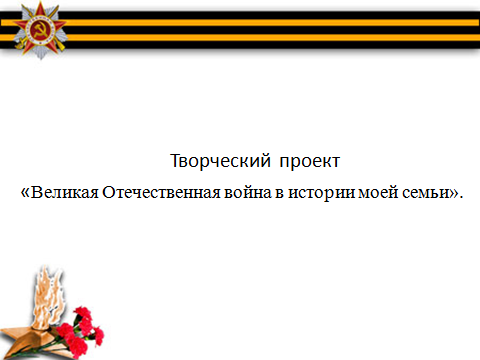 Творческий проект
«Великая Отечественная война в истории моей семьи».